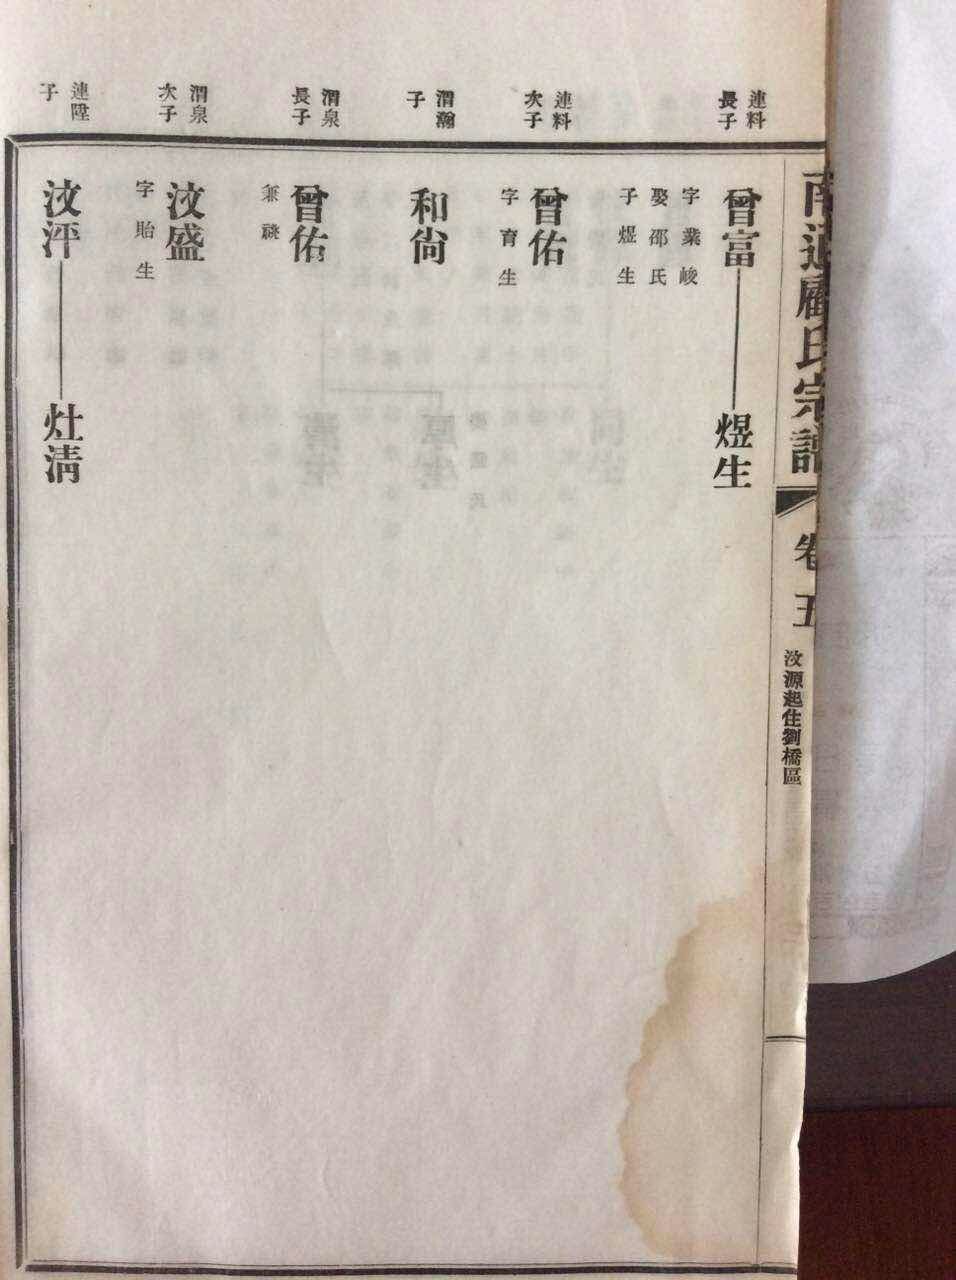 南通顧氏宗譜
卷五
汶源起住劉橋區
連料
長子
曾富
煜生
字業峻
娶邵氏
子煜生
連料
次子
曾佑
字育生
渭瀚
子
和尙
渭泉
長子
曾佑
兼祧
渭泉
次子
汶盛
字貽生
連陞
子
汶泙
灶清